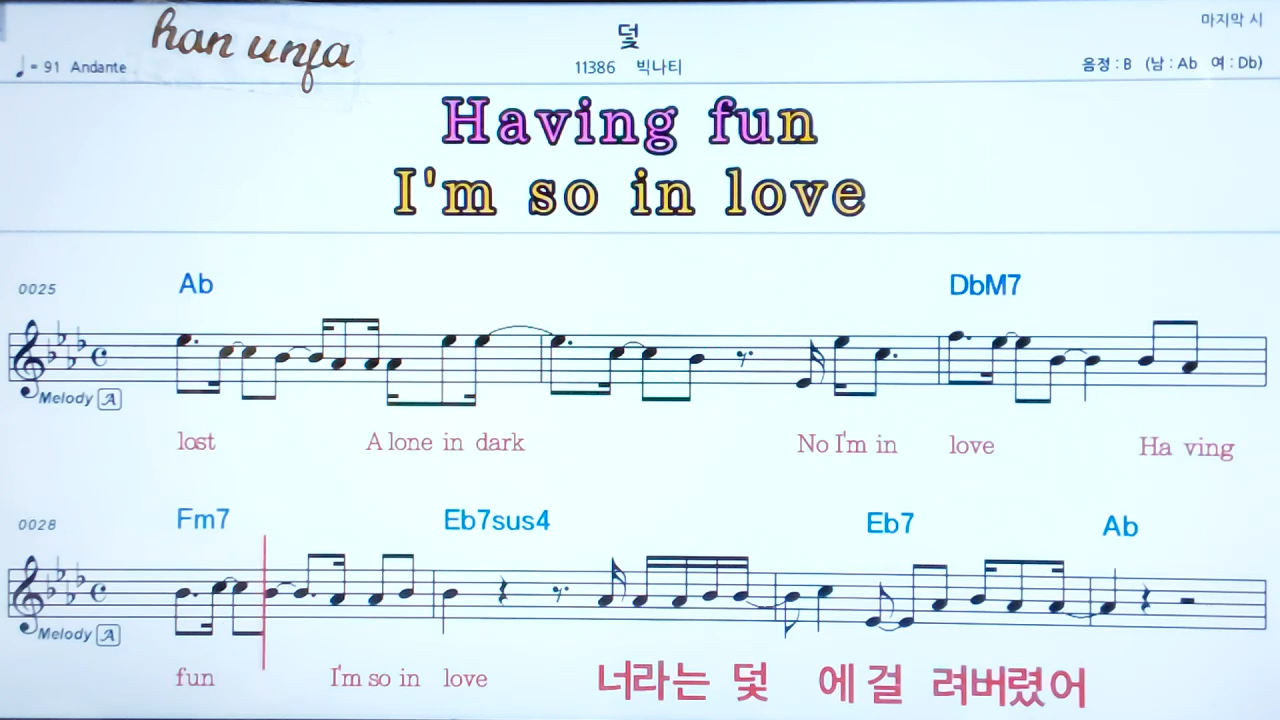 han unfa
덫
마지막 시
♩= 91 Andante
11386 빅나티
음정 : B (남 : Ab 여 : Db)
Having fun
I'm so in love
0025
Ab DbM7
Melody A
lost A lone in dark No I'm in love Ha ving
0028
Fm7 Eb7sus4 Eb7 Ab
Melody A
fun I'm so in love 너라는 덫 에 걸 려버렸어